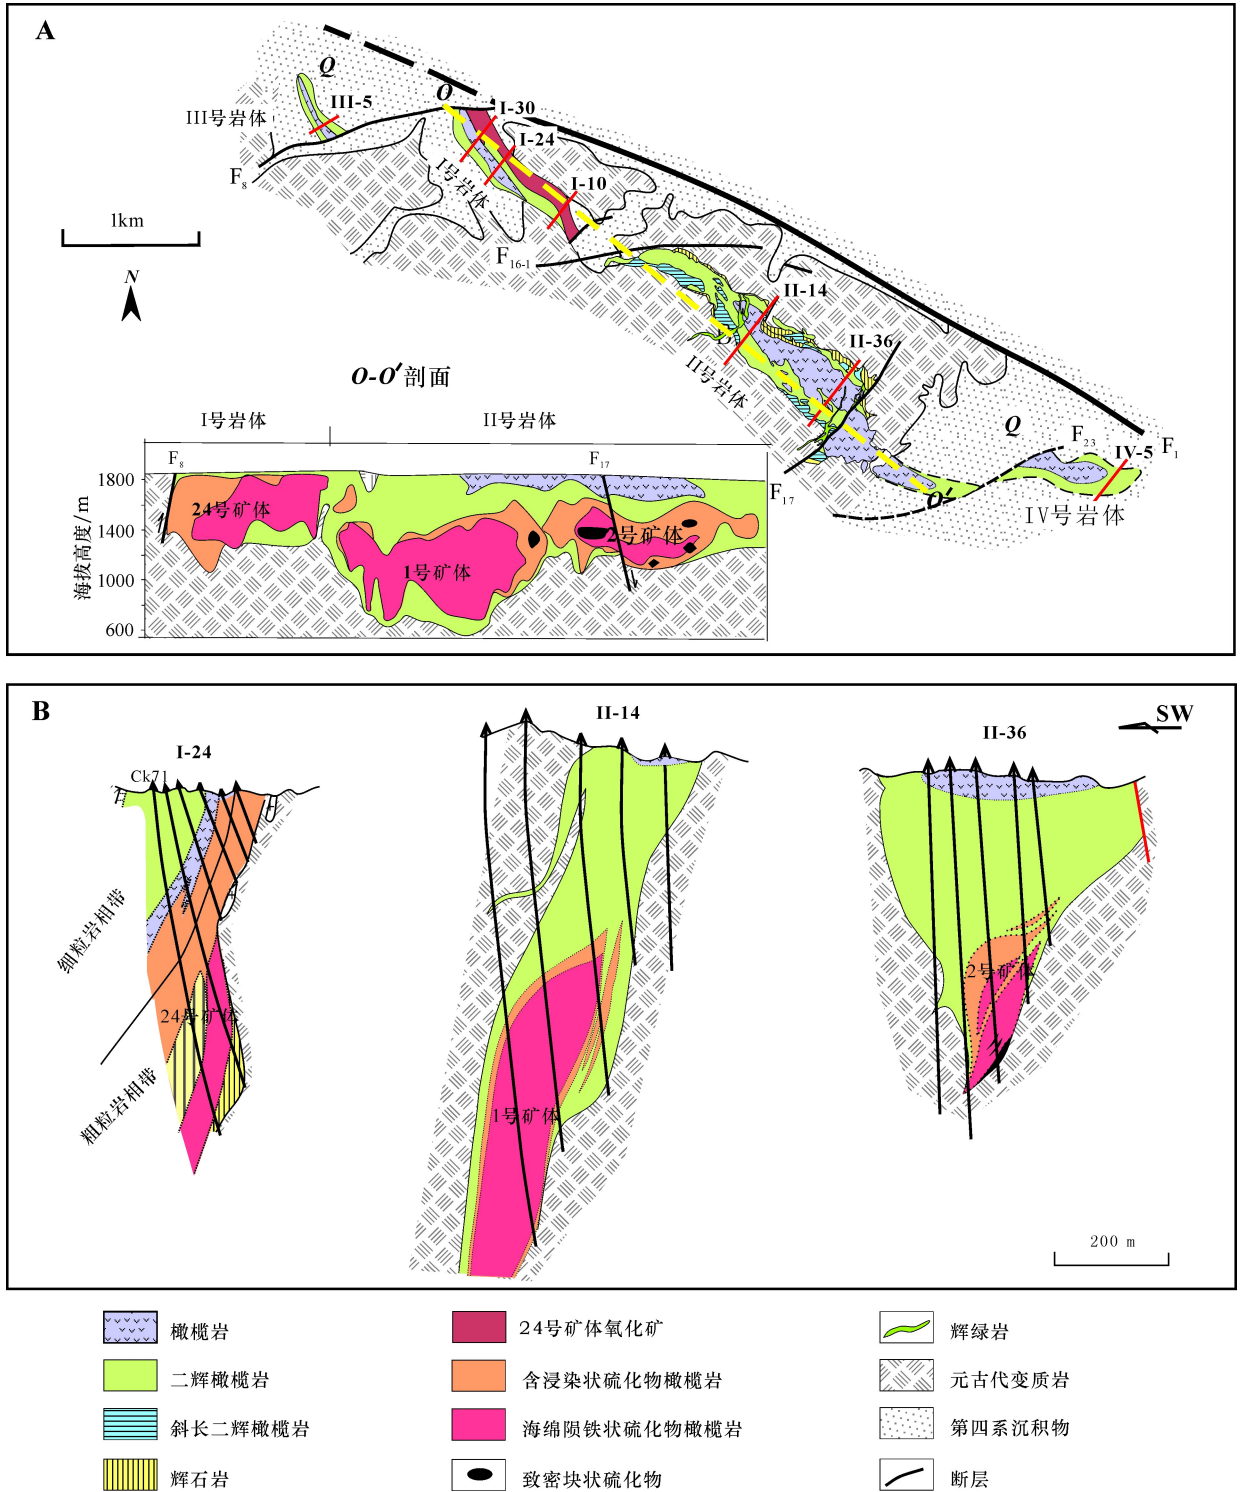 A
Q
O
I-30
III-5
III号岩体
I-24
I号岩体
F8
I-10
1km
F16-1
N
II-14
D
II-36
II号岩体
O-O′剖面
I号岩体
II号岩体
Q
F23
F1
IV-5
F8
F17
F17
O′
IV号岩体
海拔高度/m
1800
1400
1000
600
24号矿体
1号矿体
2号矿体
B
I-24
II-14
II-36
SW
Ck71
细粒岩相带
24号矿体
粗粒岩相带
1号矿体
2号矿体
200 m
橄榄岩
24号矿体氧化矿
辉绿岩
二辉橄榄岩
含浸染状硫化物橄榄岩
元古代变质岩
斜长二辉橄榄岩
海绵陨铁状硫化物橄榄岩
第四系沉积物
辉石岩
致密块状硫化物
断层